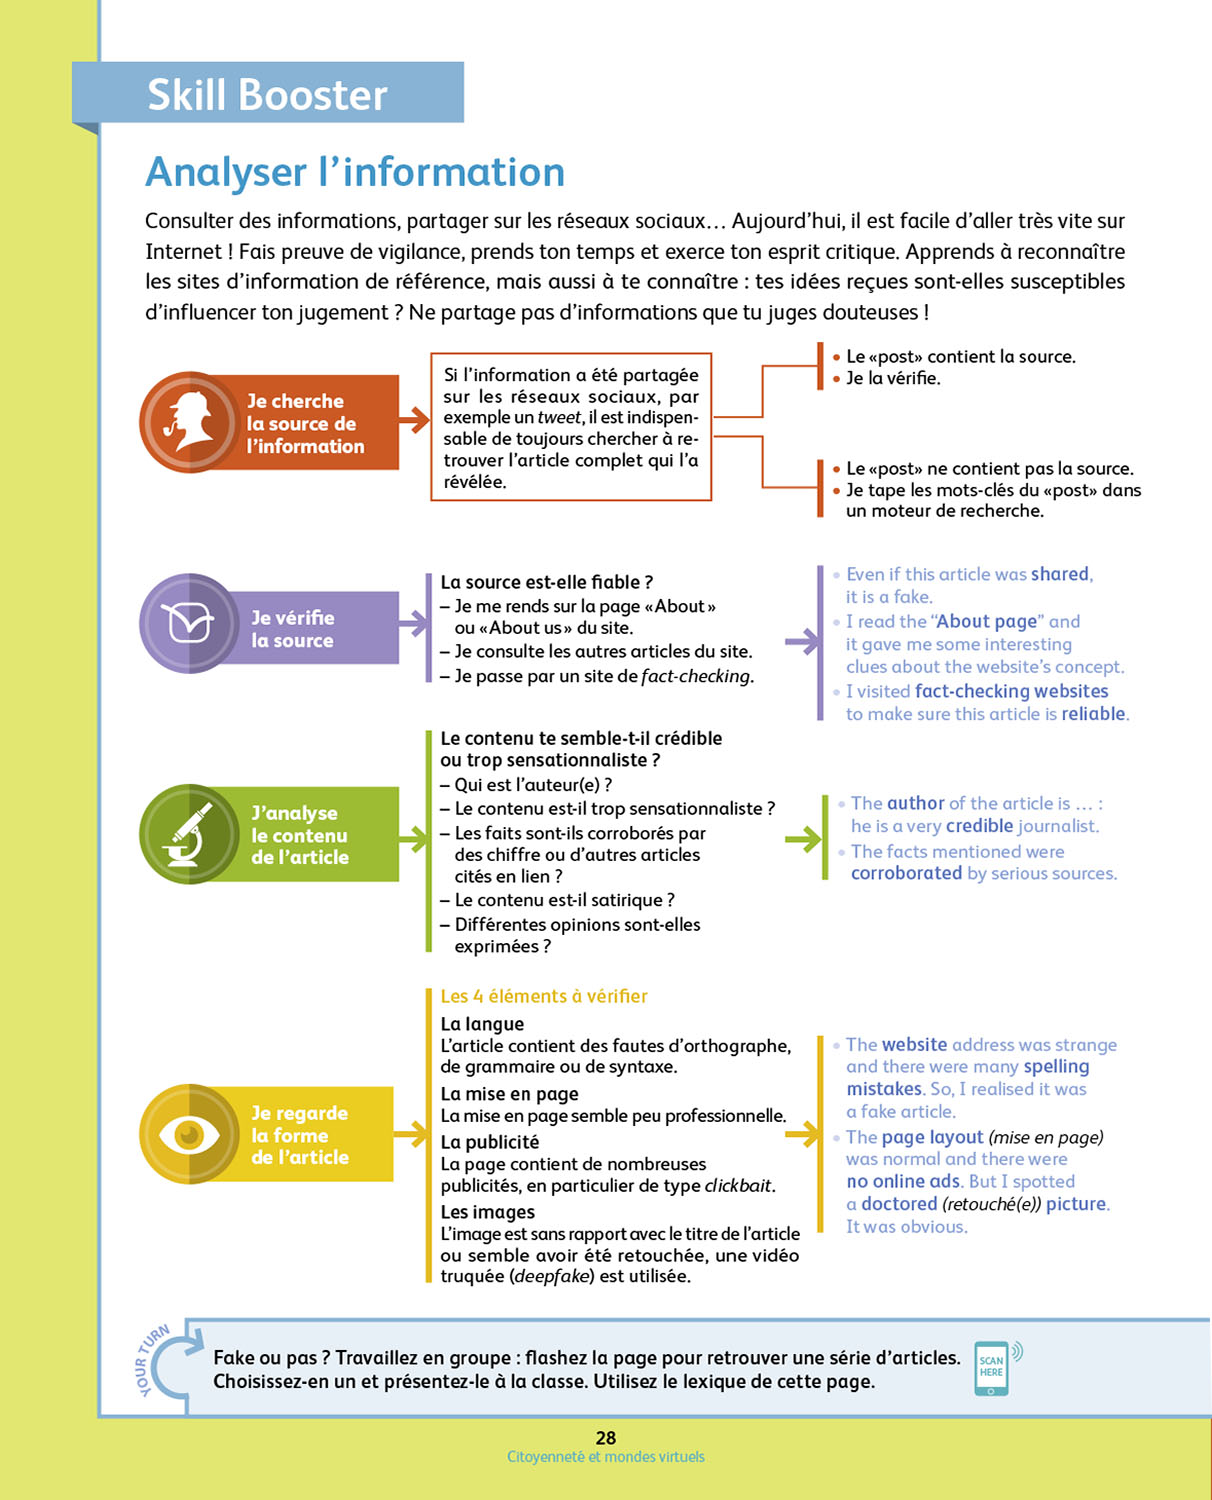 Skill Booster
Analyser l’information
Consulter des informations, partager sur les réseaux sociaux… Aujourd’hui, il est facile d’aller très vite sur
Internet ! Fais preuve de vigilance, prends ton temps et exerce ton esprit critique. Apprends à reconnaître
les sites d’information de référence, mais aussi à te connaître : tes idées reçues sont-elles susceptibles
d’influencer ton jugement ? Ne partage pas d’informations que tu juges douteuses !
Je cherche
la source de
l’information
Si l’information a été partagée
sur les réseaux sociaux, par
exemple un tweet, il est indispen-
sable de toujours chercher à re-
trouver l’article complet qui l’a
révélée.
• Le «post» contient la source.
• Je la vérifie.
• Le «post» ne contient pas la source.
• Je tape les mots-clés du «post» dans
un moteur de recherche.
Je vérifie
la source
La source est-elle fiable ?
– Je me rends sur la page «About»
ou «About us» du site.
– Je consulte les autres articles du site.
– Je passe par un site de fact-checking.
• Even if this article was shared,
it is a fake.
• I read the “About page” and
it gave me some interesting
clues about the website’s concept.
• I visited fact-checking websites
to make sure this article is reliable.
J’analyse
le contenu
de l’article
Le contenu te semble-t-il crédible
ou trop sensationnaliste ?
– Qui est l’auteur(e) ?
– Le contenu est-il trop sensationnaliste ?
– Les faits sont-ils corroborés par
des chiffre ou d’autres articles
cités en lien ?
– Le contenu est-il satirique ?
– Différentes opinions sont-elles
exprimées ?
• The author of the article is … :
he is a very credible journalist.
• The facts mentioned were
corroborated by serious sources.
Je regarde
la forme
de l’article
Les 4 éléments à vérifier
La langue
L’article contient des fautes d’orthographe,
de grammaire ou de syntaxe.
La mise en page
La mise en page semble peu professionnelle.
La publicité
La page contient de nombreuses
publicités, en particulier de type clickbait.
Les images
L’image est sans rapport avec le titre de l’article
ou semble avoir été retouchée, une vidéo
truquée (deepfake) est utilisée.
• The website address was strange
and there were many spelling
mistakes. So, I realised it was
a fake article.
• The page layout (mise en page)
was normal and there were
no online ads. But I spotted
a doctored (retouché(e)) picture.
It was obvious.
YOUR TURN
Fake ou pas ? Travaillez en groupe : flashez la page pour retrouver une série d’articles.
Choisissez-en un et présentez-le à la classe. Utilisez le lexique de cette page.
SCAN
HERE
28
Citoyenneté et mondes virtuels